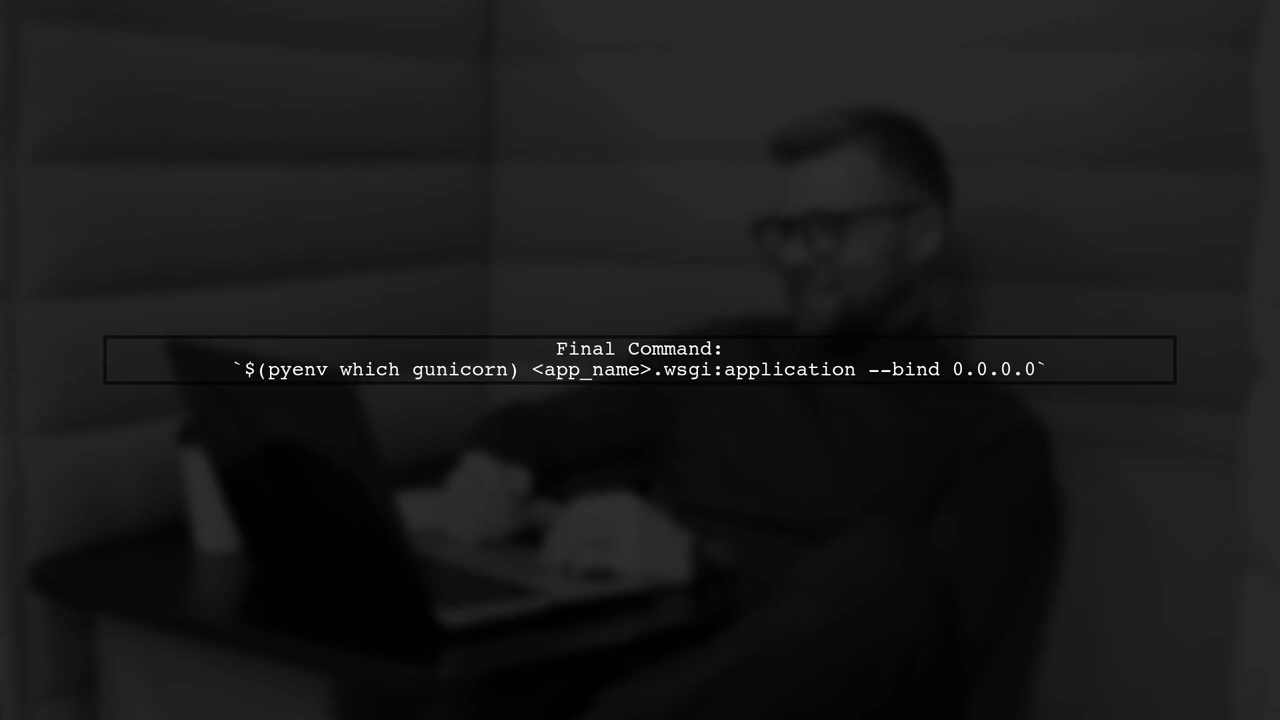 Final Command:
`$(pyenv which gunicorn) <app_name>.wsgi:application --bind 0.0.0.0`